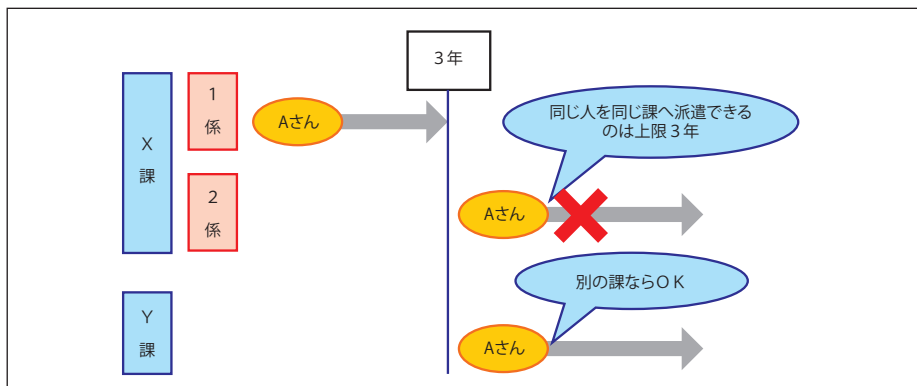 3年
X
課
1
係
Aさん
同じ人を同じ課へ派遣できる
のは上限3年
2
係
Aさん
別の課ならOK
Y
課
Aさん